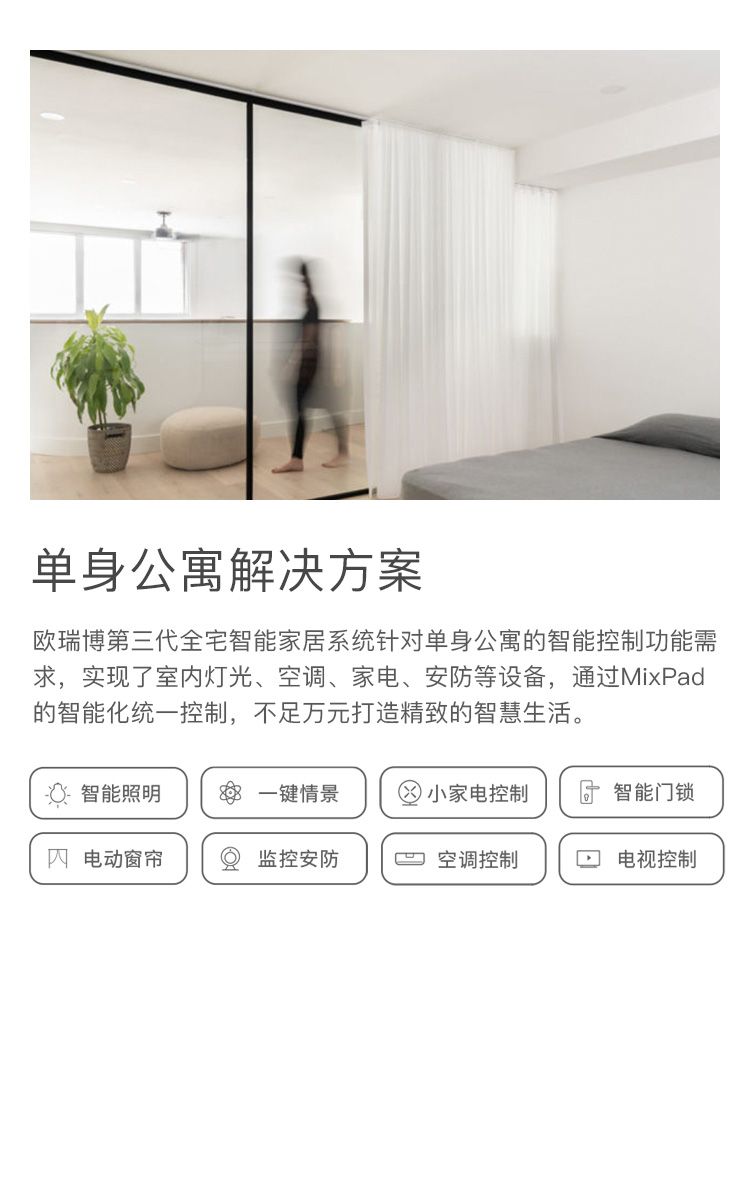 单身公寓解决方案
欧瑞博第三代全宅智能家居系统针对单身公寓的智能控制功能需
求，实现了室内灯光、空调、家电、安防等设备，通过MixPad
的智能化统一控制，不足万元打造精致的智慧生活。
智能照明
一键情景
小家电控制
智能门锁
电动窗帘
监控安防
空调控制
电视控制